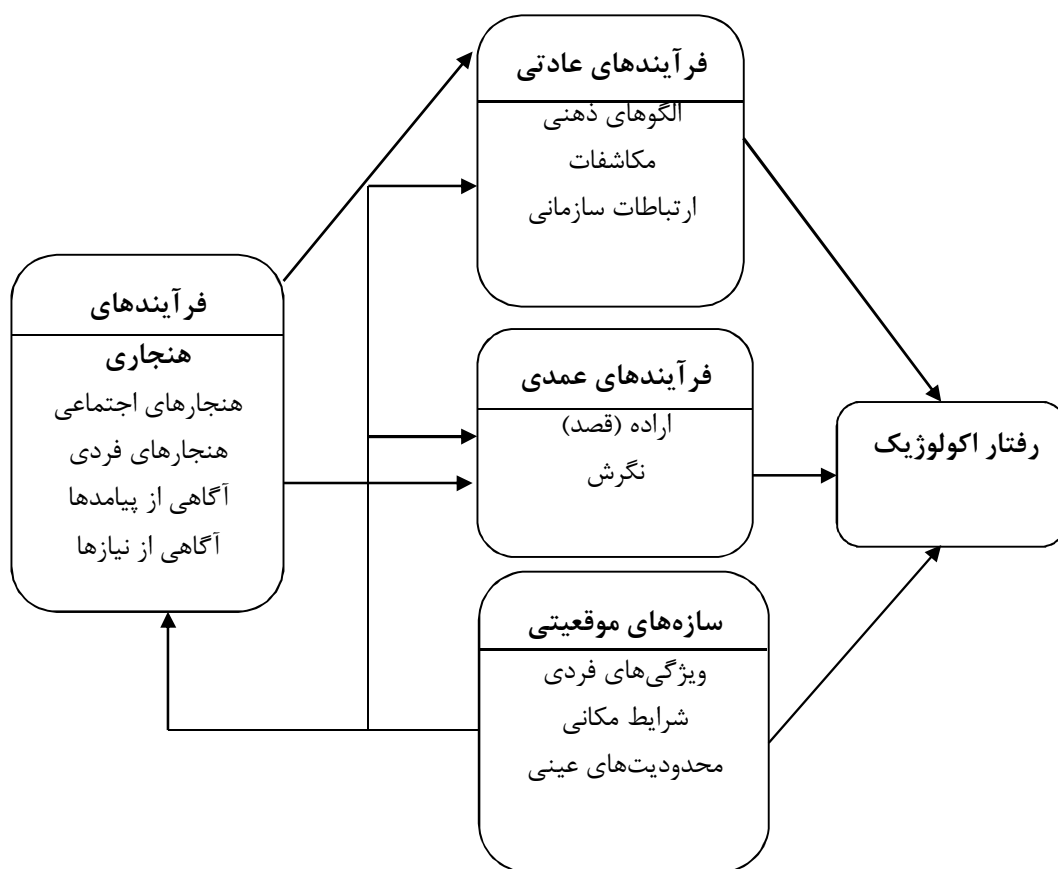 فرآیندهای عادتی
الگوهای ذهنی
مکاشفات
ارتباطات سازمانی
فرآیندهای
هنجاری
هنجارهای اجتماعی
هنجارهای فردی
آگاهی از پیامدها
آگاهی از نیازها
فرآیندهای عمدی
اراده (قصد)
نگرش
رفتار اکولوژیک
سازه‌های موقعیتی
ویژگی‌های فردی
شرایط مکانی
محدودیت‌های عینی